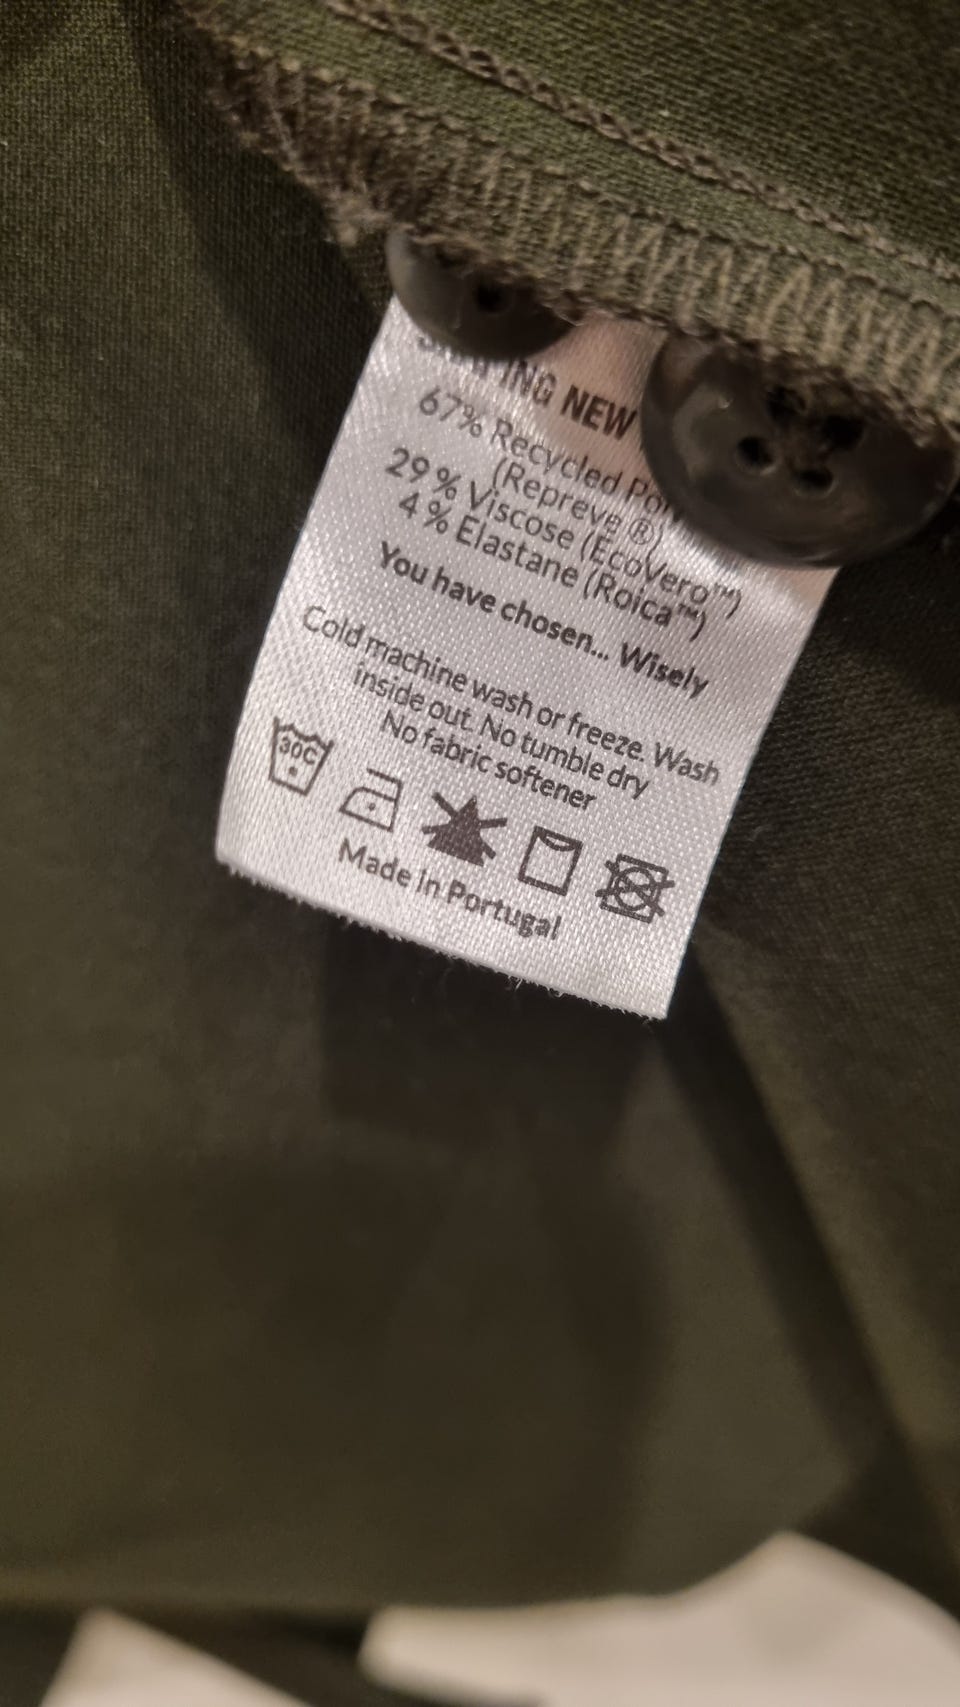 NEW
67% Recycled
(Repreve ®)
29% Viscose (EcoVero™)
4% Elastane (Roica™)
You have chosen... Wisely
Cold machine wash or freeze. Wash
inside out. No tumble dry
No fabric softener
30C
Made in Portugal